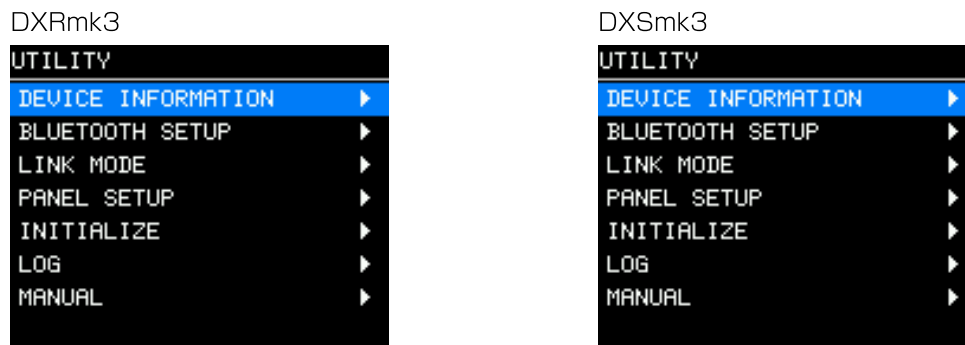 DXRmk3
UTILITY
DEVICE INFORMATION
BLUETOOTH SETUP
LINK MODE
PANEL SETUP
INITIALIZE
LOG
MANUAL
DXSmk3
UTILITY
DEVICE INFORMATION
BLUETOOTH SETUP
LINK MODE
PANEL SETUP
INITIALIZE
LOG
MANUAL